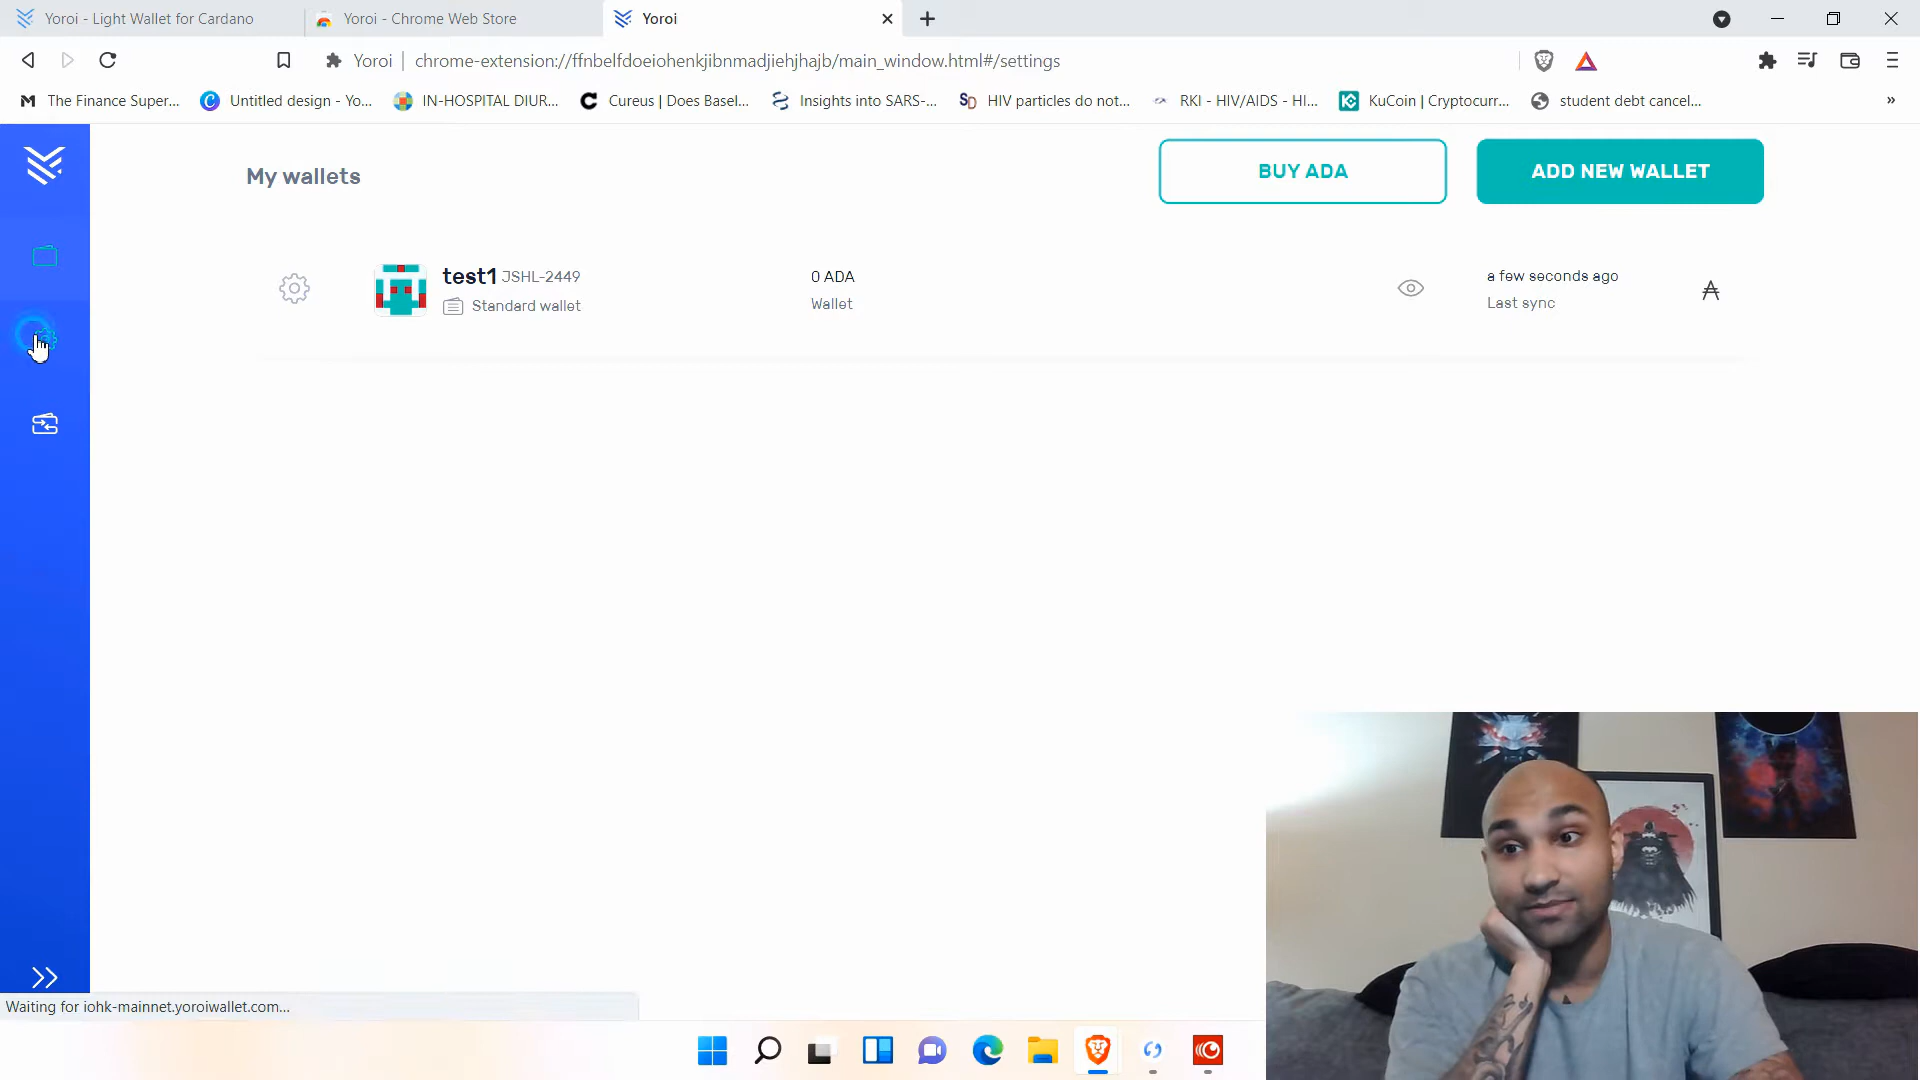 Yoroi - Light Wallet for Cardano
Yoroi - Chrome Web Store
Yoroi
Yoroi | chrome-extension://ffnbelfdoeiohenkjibnmadjiehjhajb/main_window.html#/settings
The Finance Super...
Untitled design - Yo...
IN-HOSPITAL DIUR...
Cureus | Does Basel...
Insights into SARS-...
HIV particles do not...
RKI - HIV/AIDS - HI...
KuCoin | Cryptocurr...
student debt cancel...
My wallets
BUY ADA
ADD NEW WALLET
test1 JSHL-2449
Standard wallet
0 ADA
Wallet
a few seconds ago
Last sync
Waiting for iohk-mainnet.yoroiwallet.com...